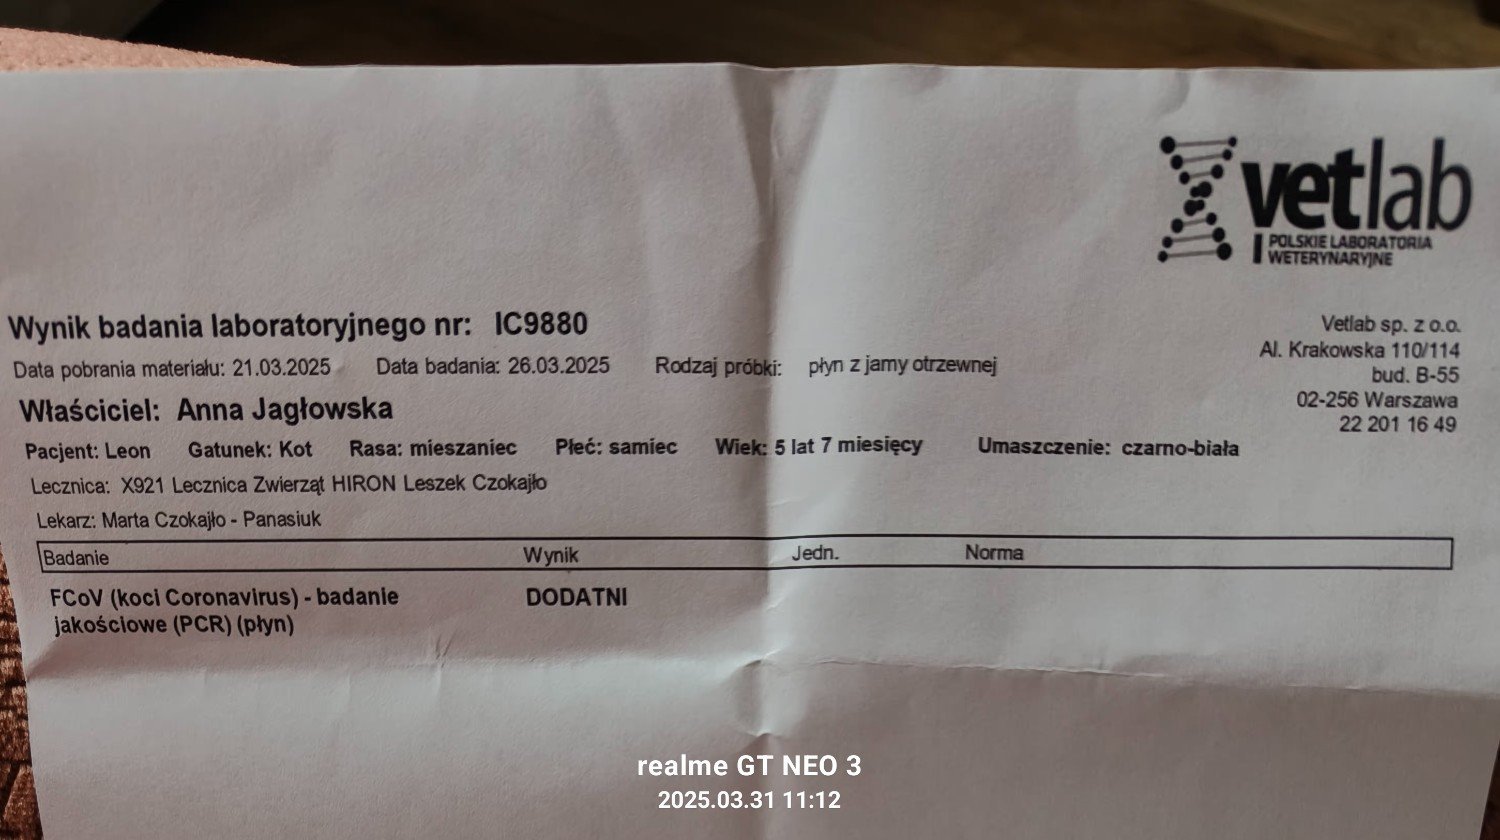 vetlab
POLSKIE LABORATORIA
WETERYNARYJNE
Wynik badania laboratoryjnego nr: IC9880
Data pobrania materiału: 21.03.2025 Data badania: 26.03.2025 Rodzaj próbki: płyn z jamy otrzewnej
Właściciel: Anna Jagłowska
Pacjent: Leon Gatunek: Kot Rasa: mieszaniec Płeć: samiec Wiek: 5 lat 7 miesięcy Umaszczenie: czarno-biała
Lecznica: X921 Lecznica Zwierząt HIRON Leszek Czokajło
Lekarz: Marta Czokajło - Panasiuk
Vetlab sp. z o.o.
Al. Krakowska 110/114
bud. B-55
02-256 Warszawa
22 201 16 49
Badanie Wynik Jedn. Norma
FCoV (koci Coronavirus) - badanie DODATNI
jakościowe (PCR) (płyn)
realme GT NEO 3
2025.03.31 11:12